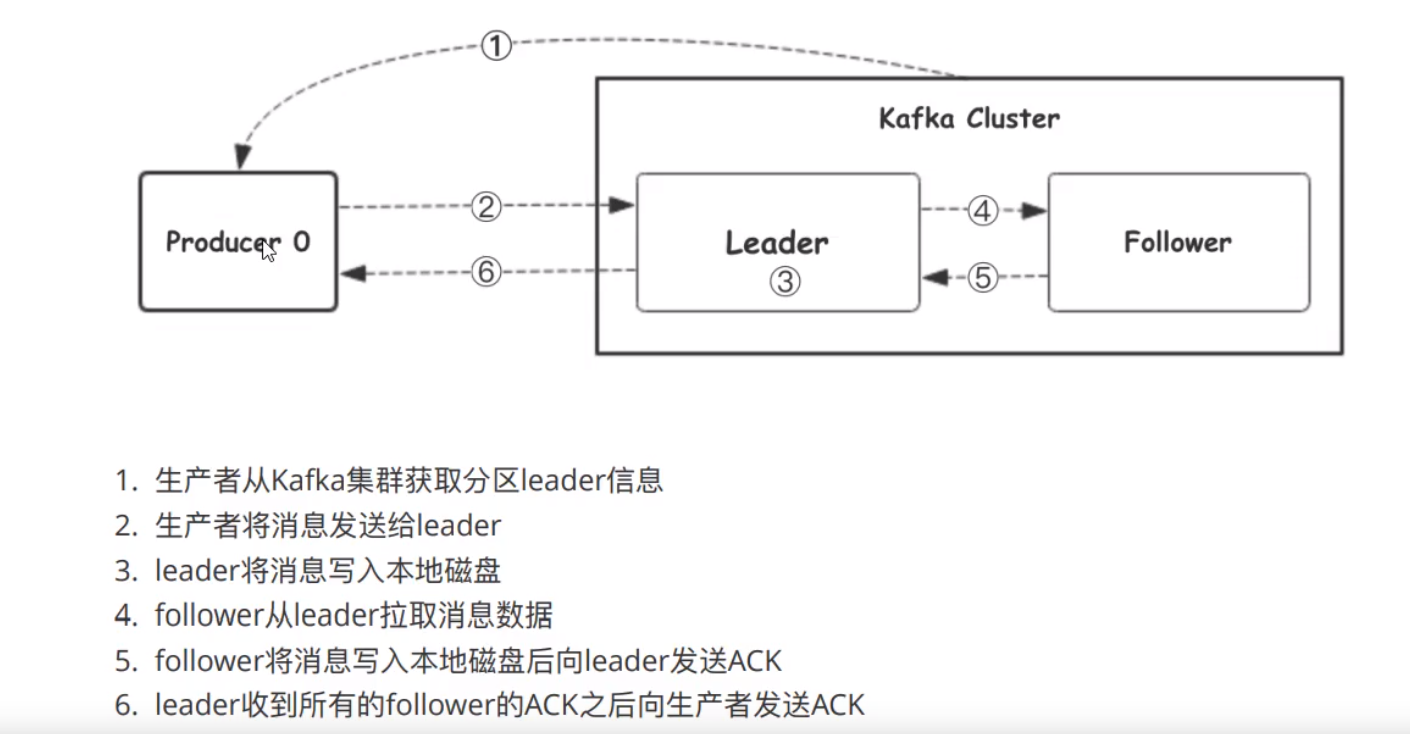 ①
Kafka Cluster
Producer 0
②
⑥
Leader
③
④
⑤
Follower
1. 生产者从Kafka集群获取分区leader信息
2. 生产者将消息发送给leader
3. leader将消息写入本地磁盘
4. follower从leader拉取消息数据
5. follower将消息写入本地磁盘后向leader发送ACK
6. leader收到所有的follower的ACK之后向生产者发送ACK